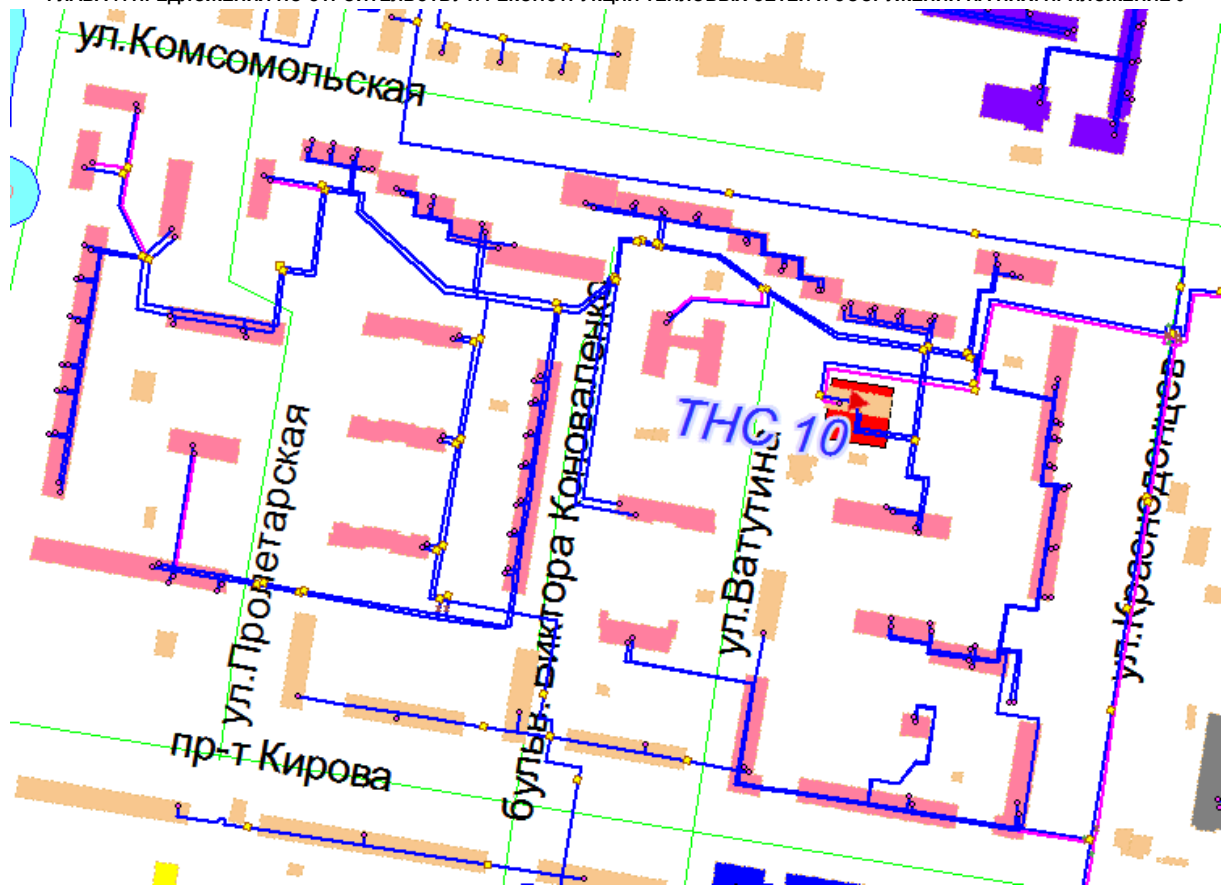 ул.Комсомольская
ТНС 10
ул.Пролетарская
бульв. Виктора Коноваленко
ул.Ватутина
ул.Краснодонцев
пр-т Кирова